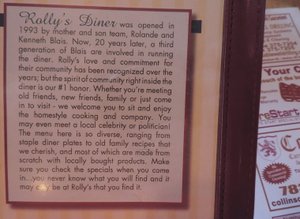 Rolly's Diner was opened in
1993 by mother and son team, Rolande and
Kenneth Blais. Now, 20 years later, a third
generation of Blais are involved in running
the diner. Rolly's love and commitment for
their community has been recognized over the
years; but the spirit of community right inside the
diner is our #1 honor. Whether you're meeting
old friends, new friends, family or just come
in to visit - we welcome you to sit and enjoy
the homestyle cooking and company. You
may even meet a local celebrity or politician!
The menu here is so diverse, ranging from
staple diner plates to old family recipes that
we cherish, and most of which are made from
scratch with locally bought products. Make
sure you check the specials when you come
in...you never know what you will find and it
may only be at Rolly's that you find it.
Your
reStart
78
collins